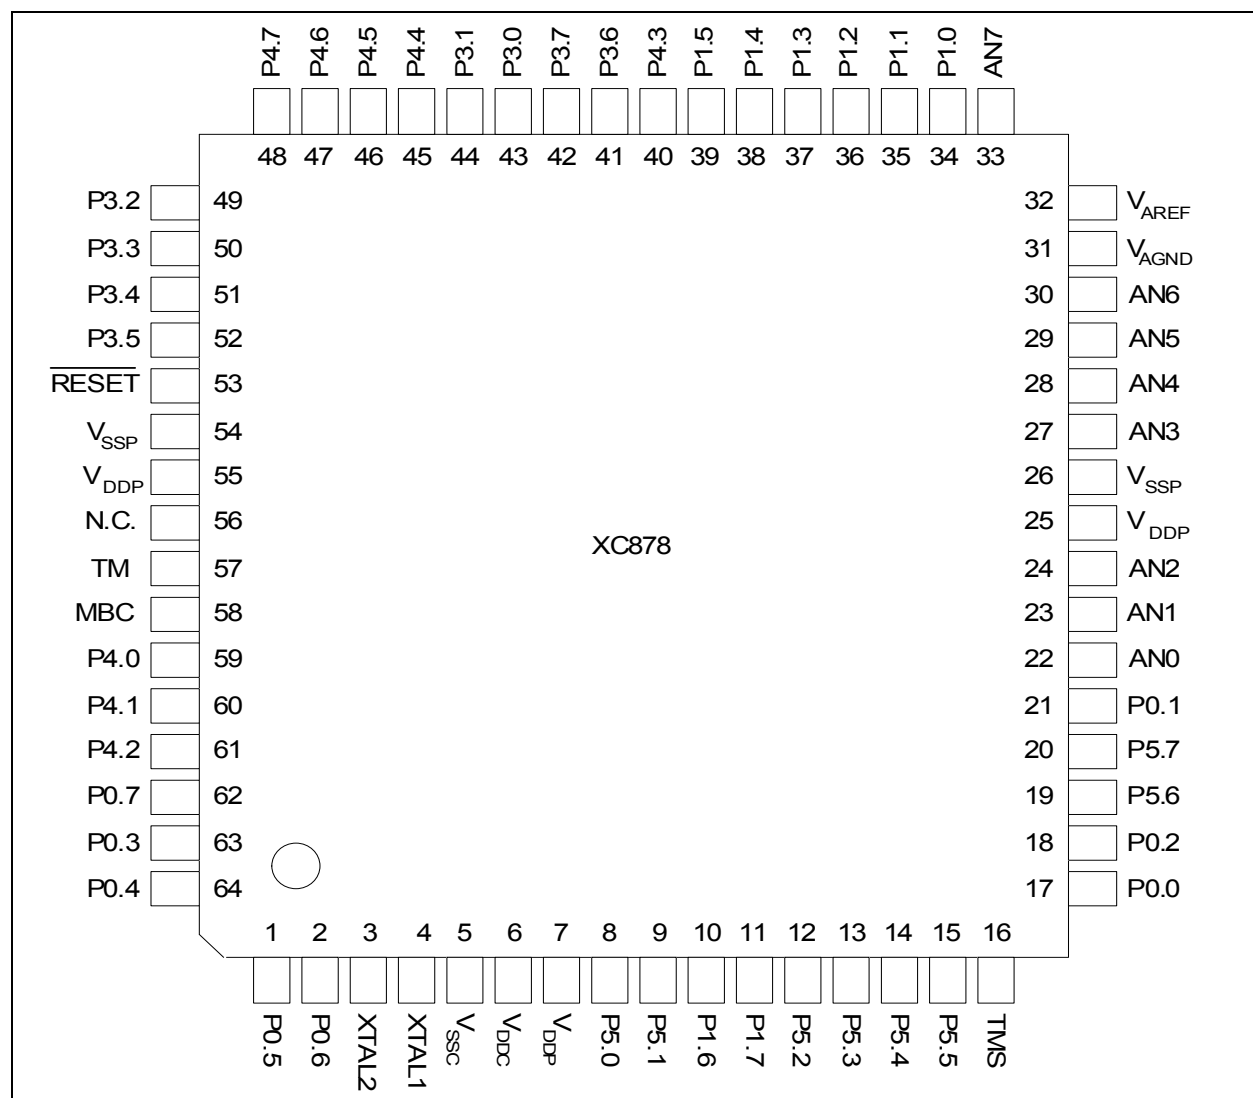 P4.7 P4.6 P4.5 P4.4 P3.1 P3.0 P3.7 P3.6 P4.3 P1.5 P1.4 P1.3 P1.2 P1.1 P1.0 AN7
48 47 46 45 44 43 42 41 40 39 38 37 36 35 34 33
P3.2 49 32 VAREF
P3.3 50 31 VAGND
P3.4 51 30 AN6
P3.5 52 29 AN5
RESET 53 28 AN4
VSSP 54 27 AN3
VDDP 55 26 VSSP
N.C. 56 25 VDDP
XC878
TM 57 24 AN2
MBC 58 23 AN1
P4.0 59 22 AN0
P4.1 60 21 P0.1
P4.2 61 20 P5.7
P0.7 62 19 P5.6
P0.3 63 18 P0.2
P0.4 64 17 P0.0
1 2 3 4 5 6 7 8 9 10 11 12 13 14 15 16
P0.5 P0.6 XTAL2 XTAL1 VSSC VDDC VDDP P5.0 P5.1 P1.6 P1.7 P5.2 P5.3 P5.4 P5.5 TMS